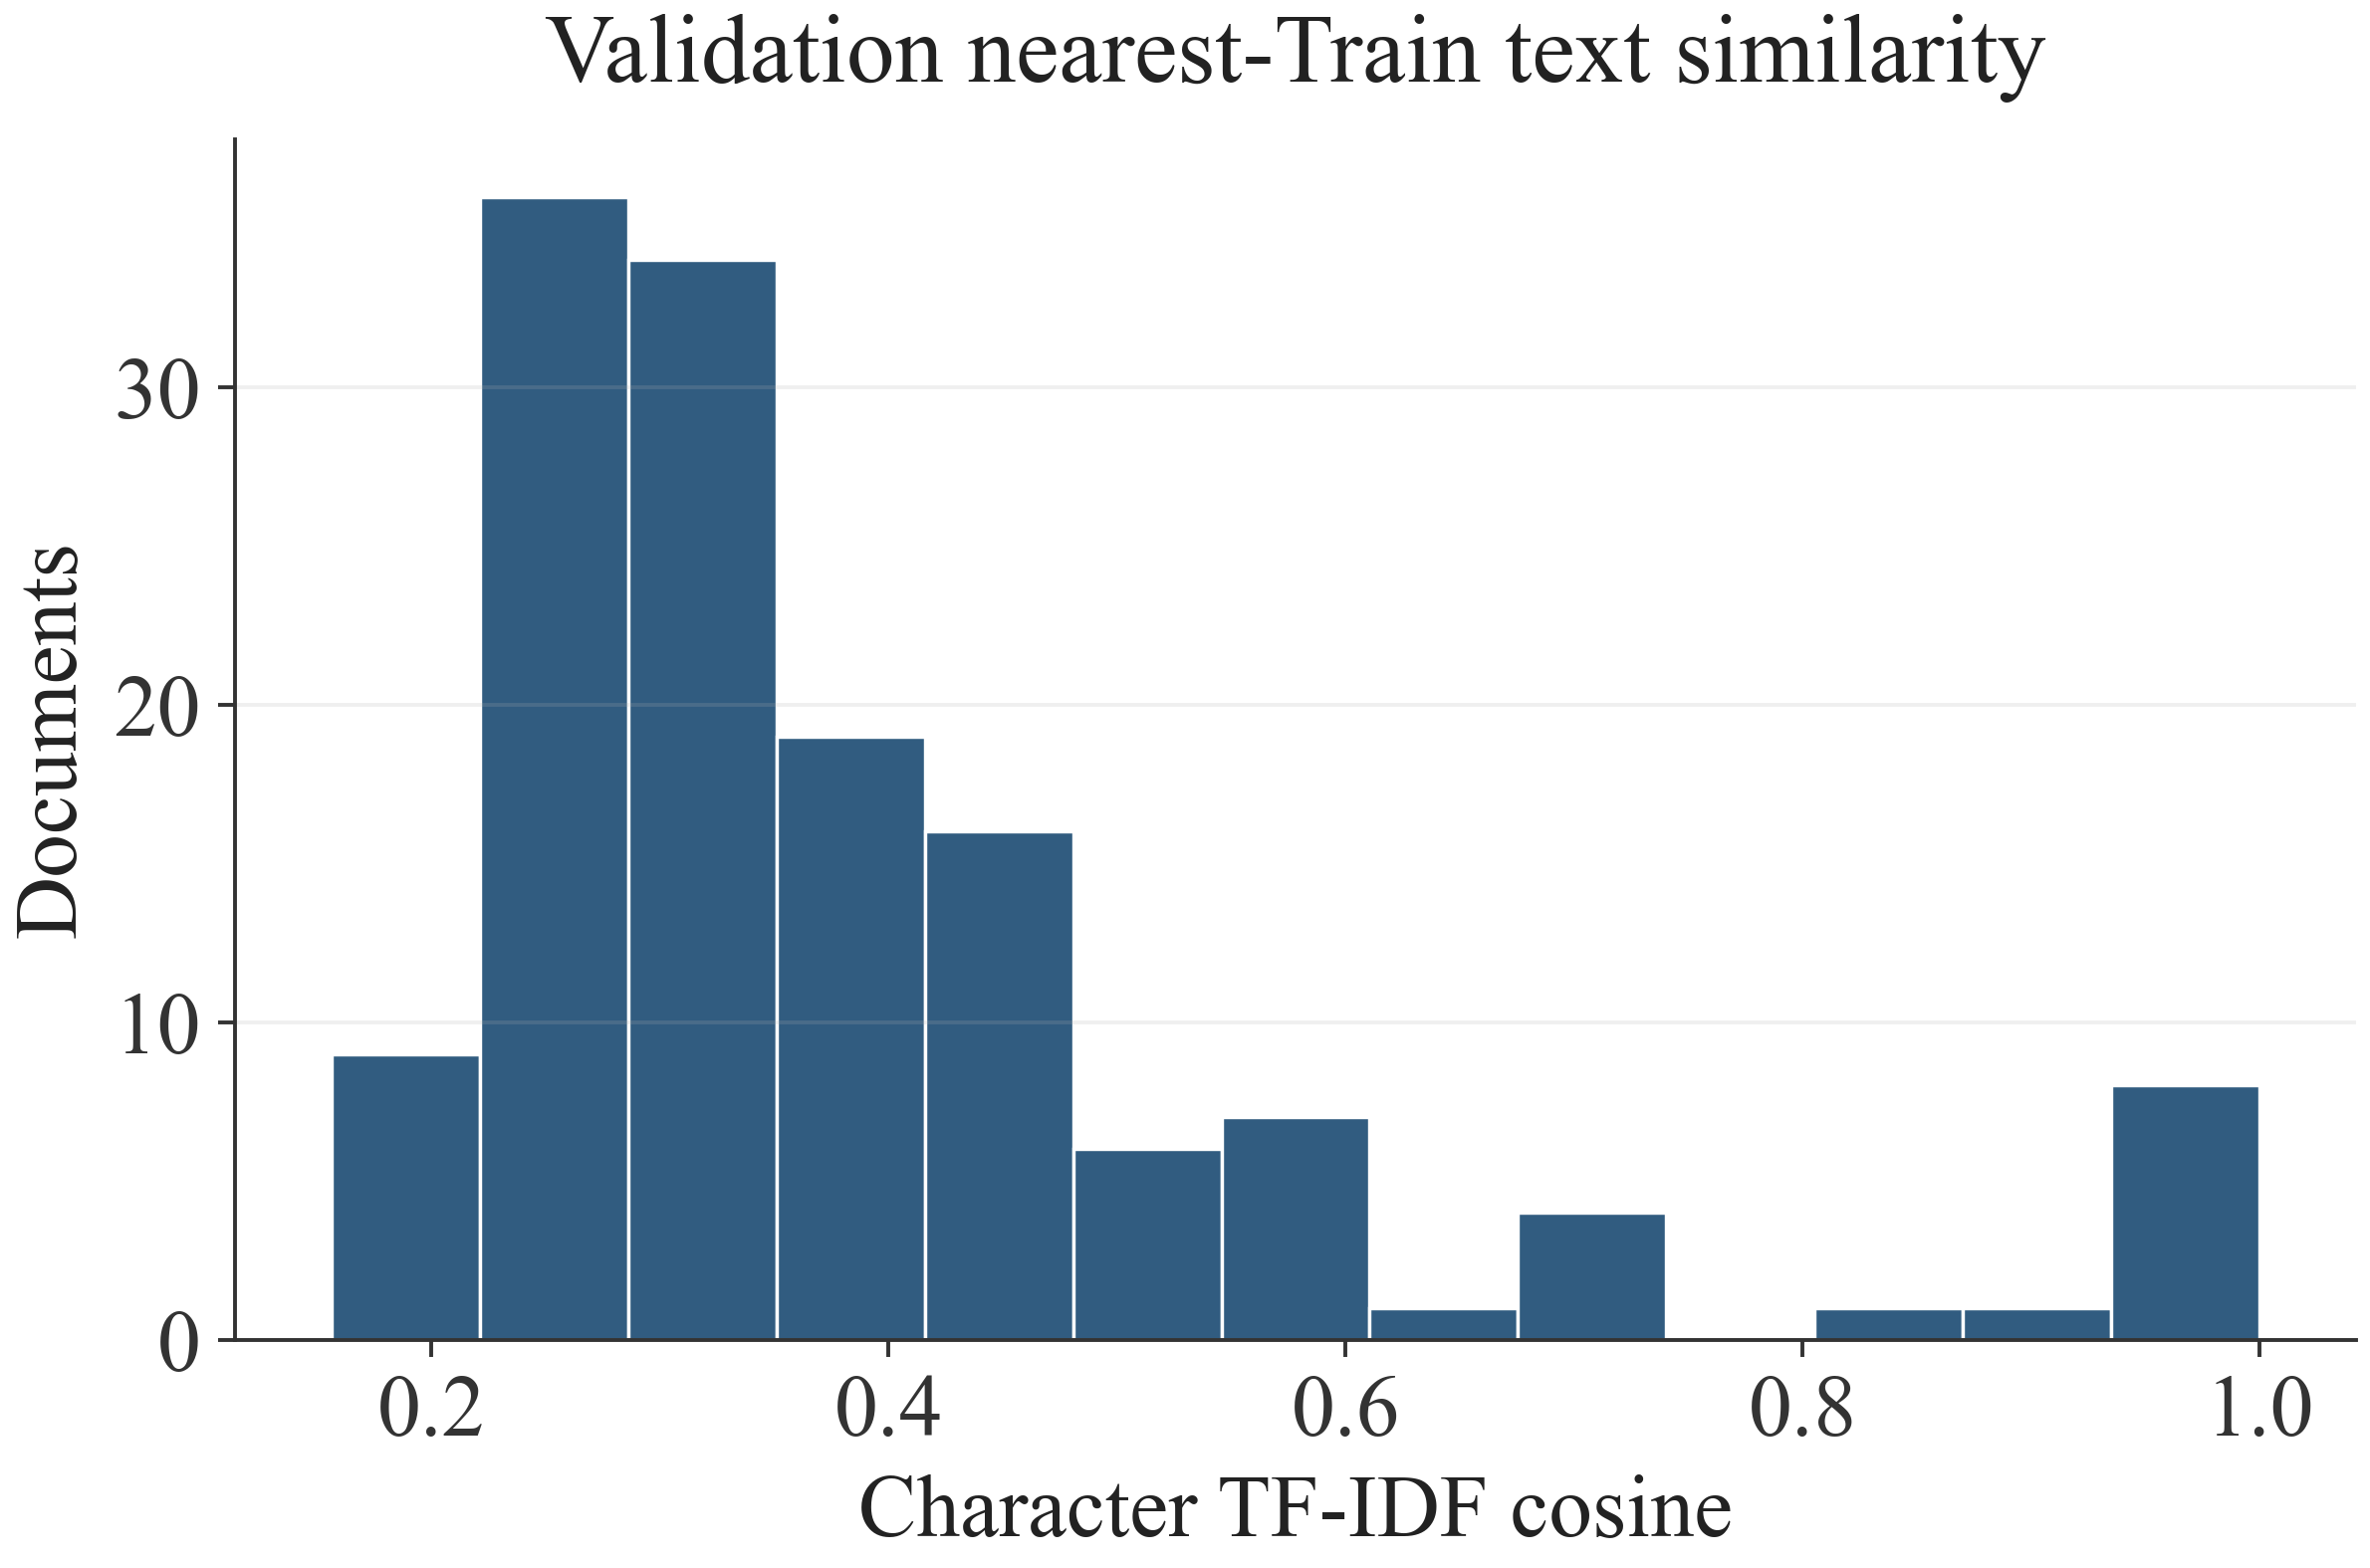 Validation nearest-Train text similarity
Documents
30
20
10
0
0.2 0.4 0.6 0.8 1.0
Character TF-IDF cosine